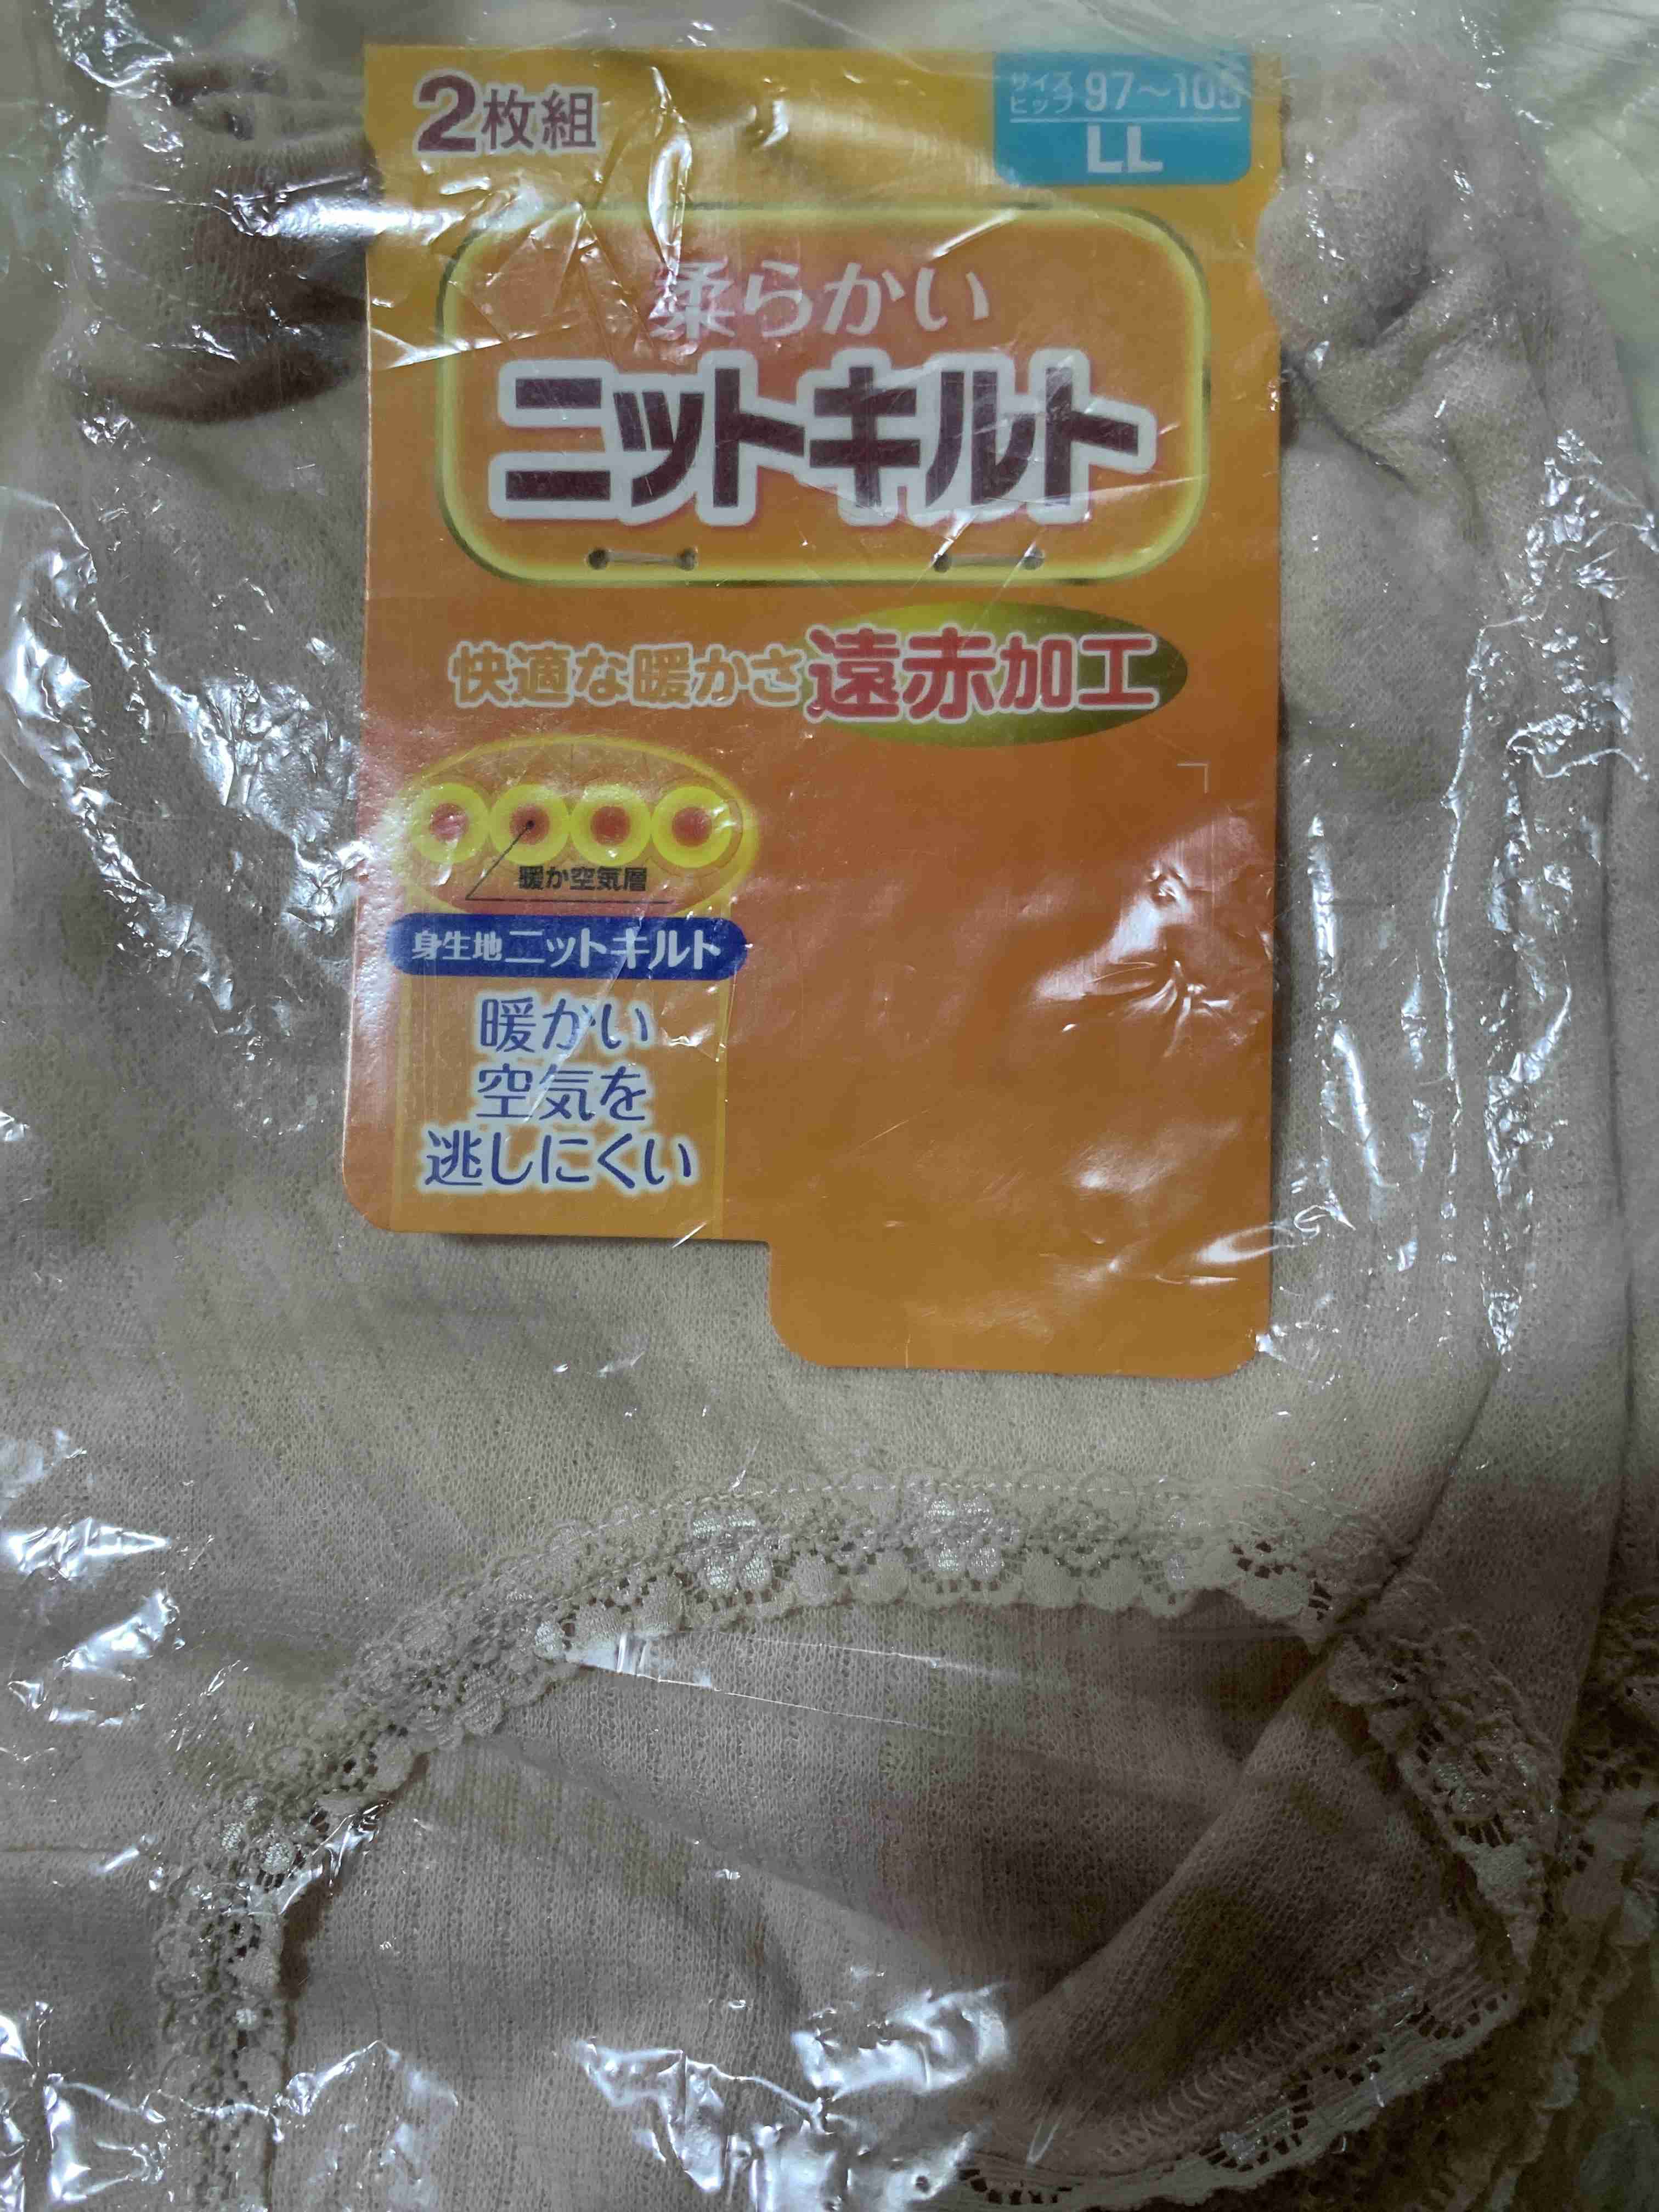 2枚組
サイズ
ヒップ 97～105
LL
柔らかい
ニットキルト
快適な暖かさ遠赤加工
暖か空気層
身生地ニットキルト
暖かい
空気を
逃しにくい